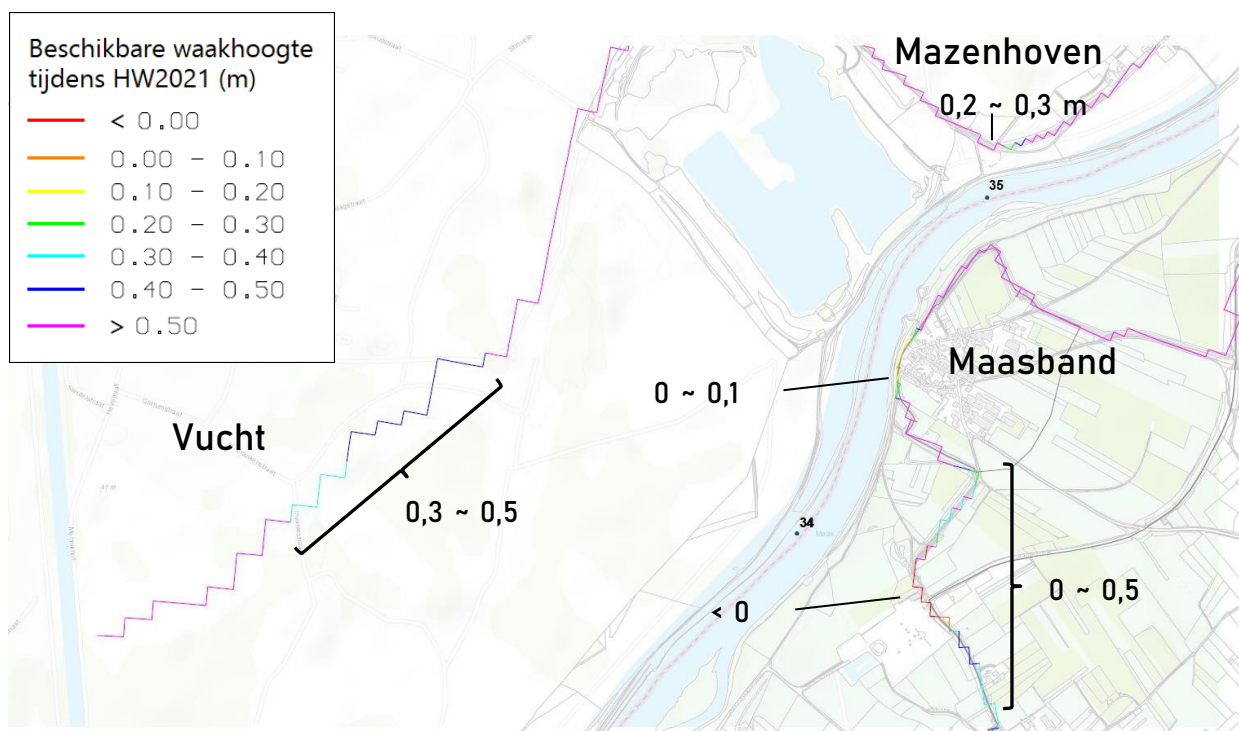 Beschikbare waakhoogte
tijdens HW2021 (m)
< 0.00
0.00 - 0.10
0.10 - 0.20
0.20 - 0.30
0.30 - 0.40
0.40 - 0.50
> 0.50
Mazenhoven
0,2 ~ 0,3 m
35
Maasband
0 ~ 0,1
Vucht
0,3 ~ 0,5
34
Maas
< 0
0 ~ 0,5